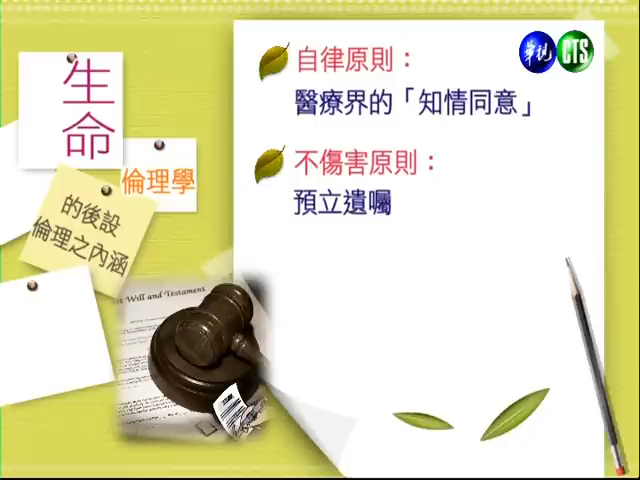 生命
倫理學
的後設
倫理之內涵
自律原則：
醫療界的「知情同意」
不傷害原則：
預立遺囑
華視 CTS
Will and Testament